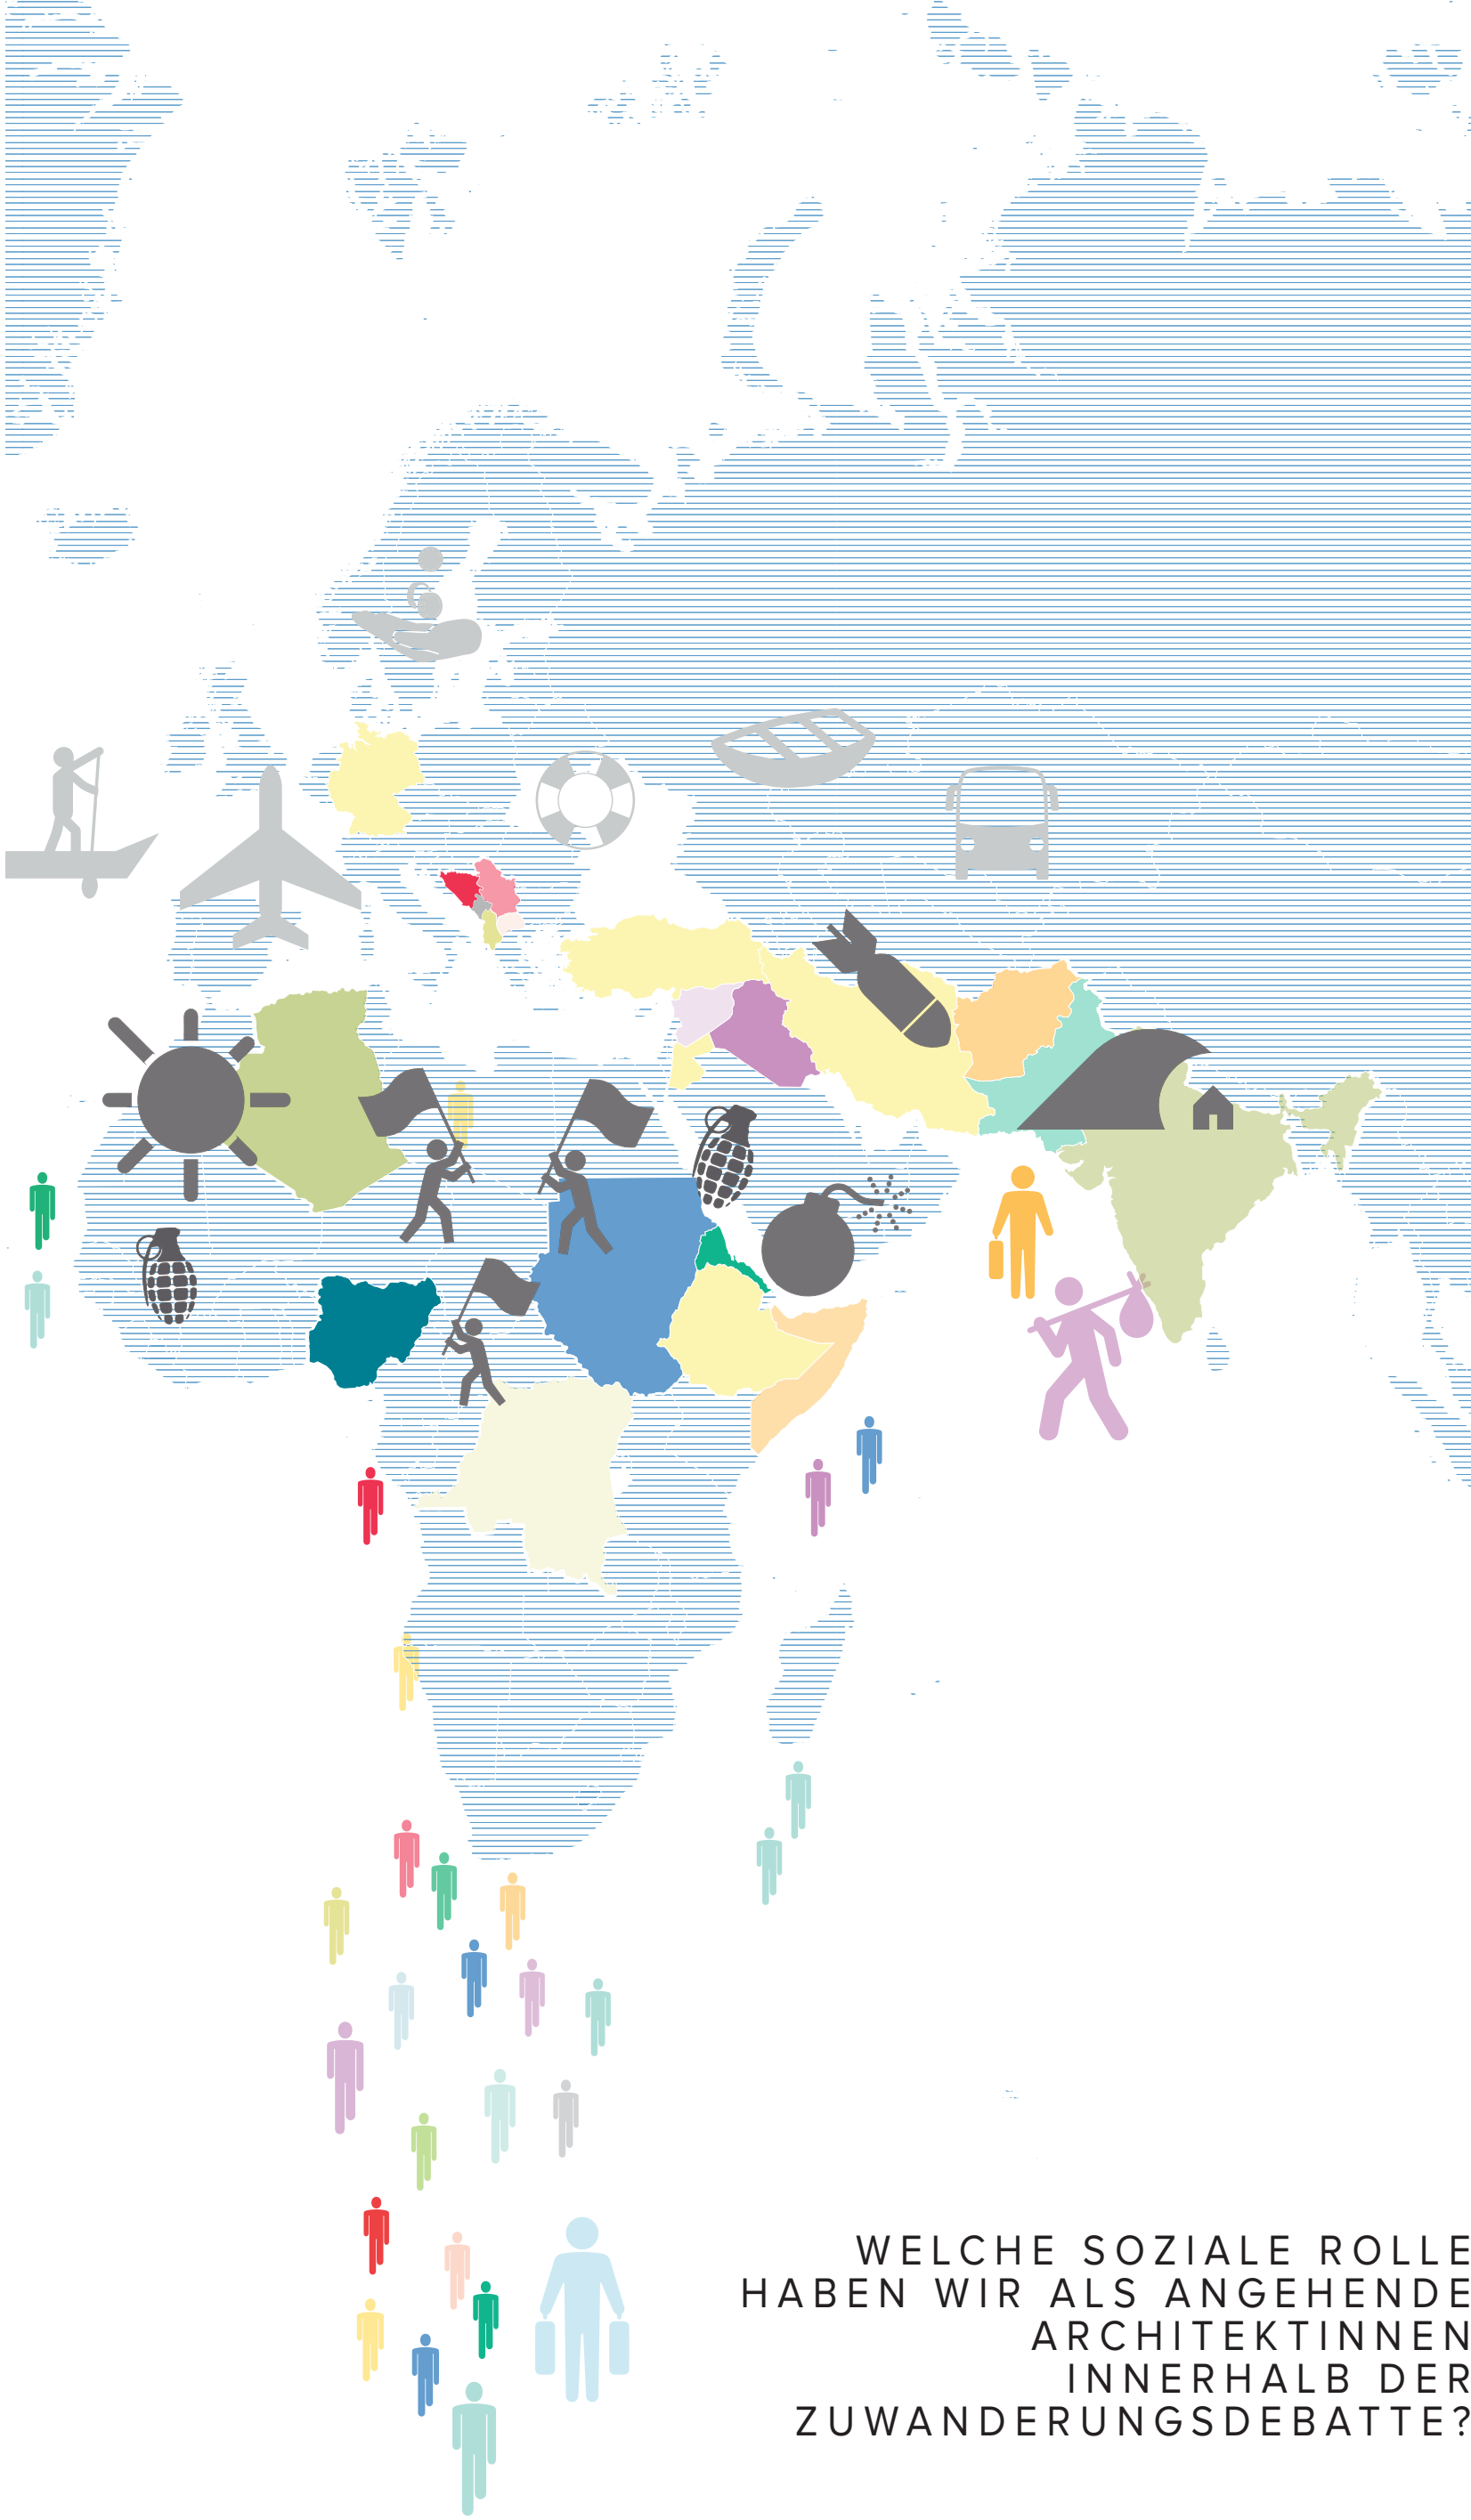 WELCHE SOZIALE ROLLE
HABEN WIR ALS ANGEHENDE
ARCHITEKTINNEN
INNERHALB DER
ZUWANDERUNGSDEBATTE?